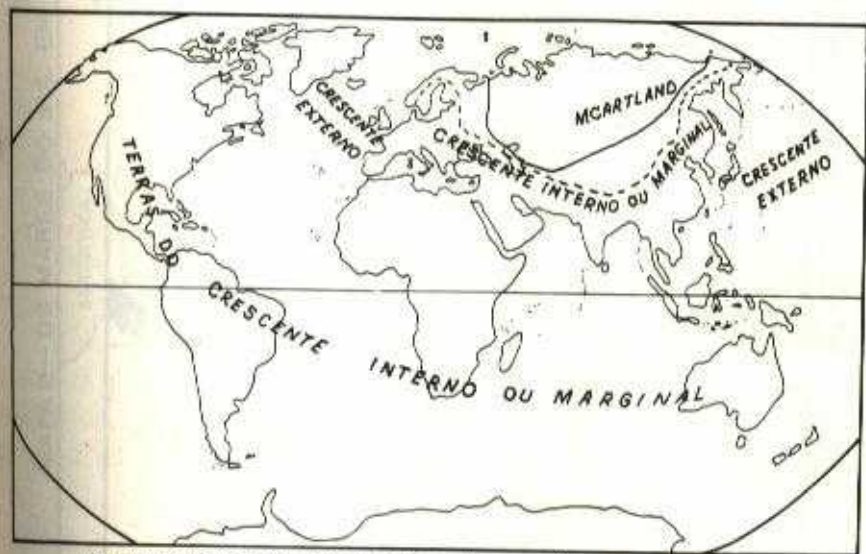 CRESCENTE
EXTERNO
MCARTLAND
CRESCENTE INTERNO OU MARGINAL
CRESCENTE
EXTERNO
TERRAS DO CRESCENTE INTERNO OU MARGINAL